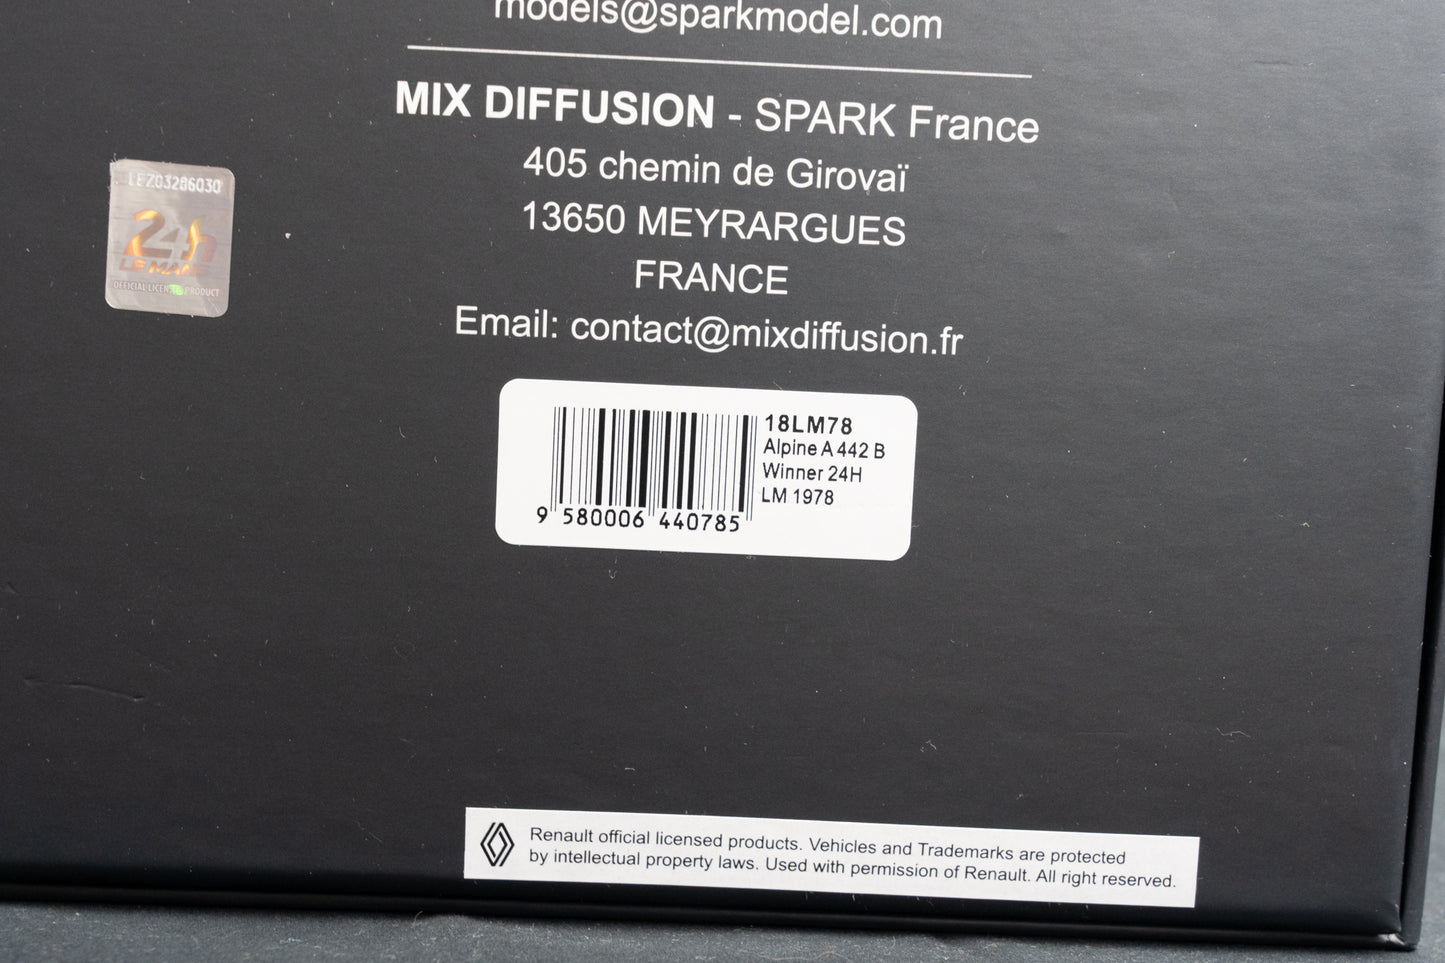 models@sparkmodel.com
MIX DIFFUSION - SPARK France
405 chemin de Girovaï
13650 MEYRARGUES
FRANCE
Email: contact@mixdiffusion.fr
LEZ03286030
24h
LE MANS
OFFICIAL LICENSED PRODUCT
18LM78
Alpine A 442 B
Winner 24H
LM 1978
9 580006 440785
Renault official licensed products. Vehicles and Trademarks are protected
by intellectual property laws. Used with permission of Renault. All right reserved.